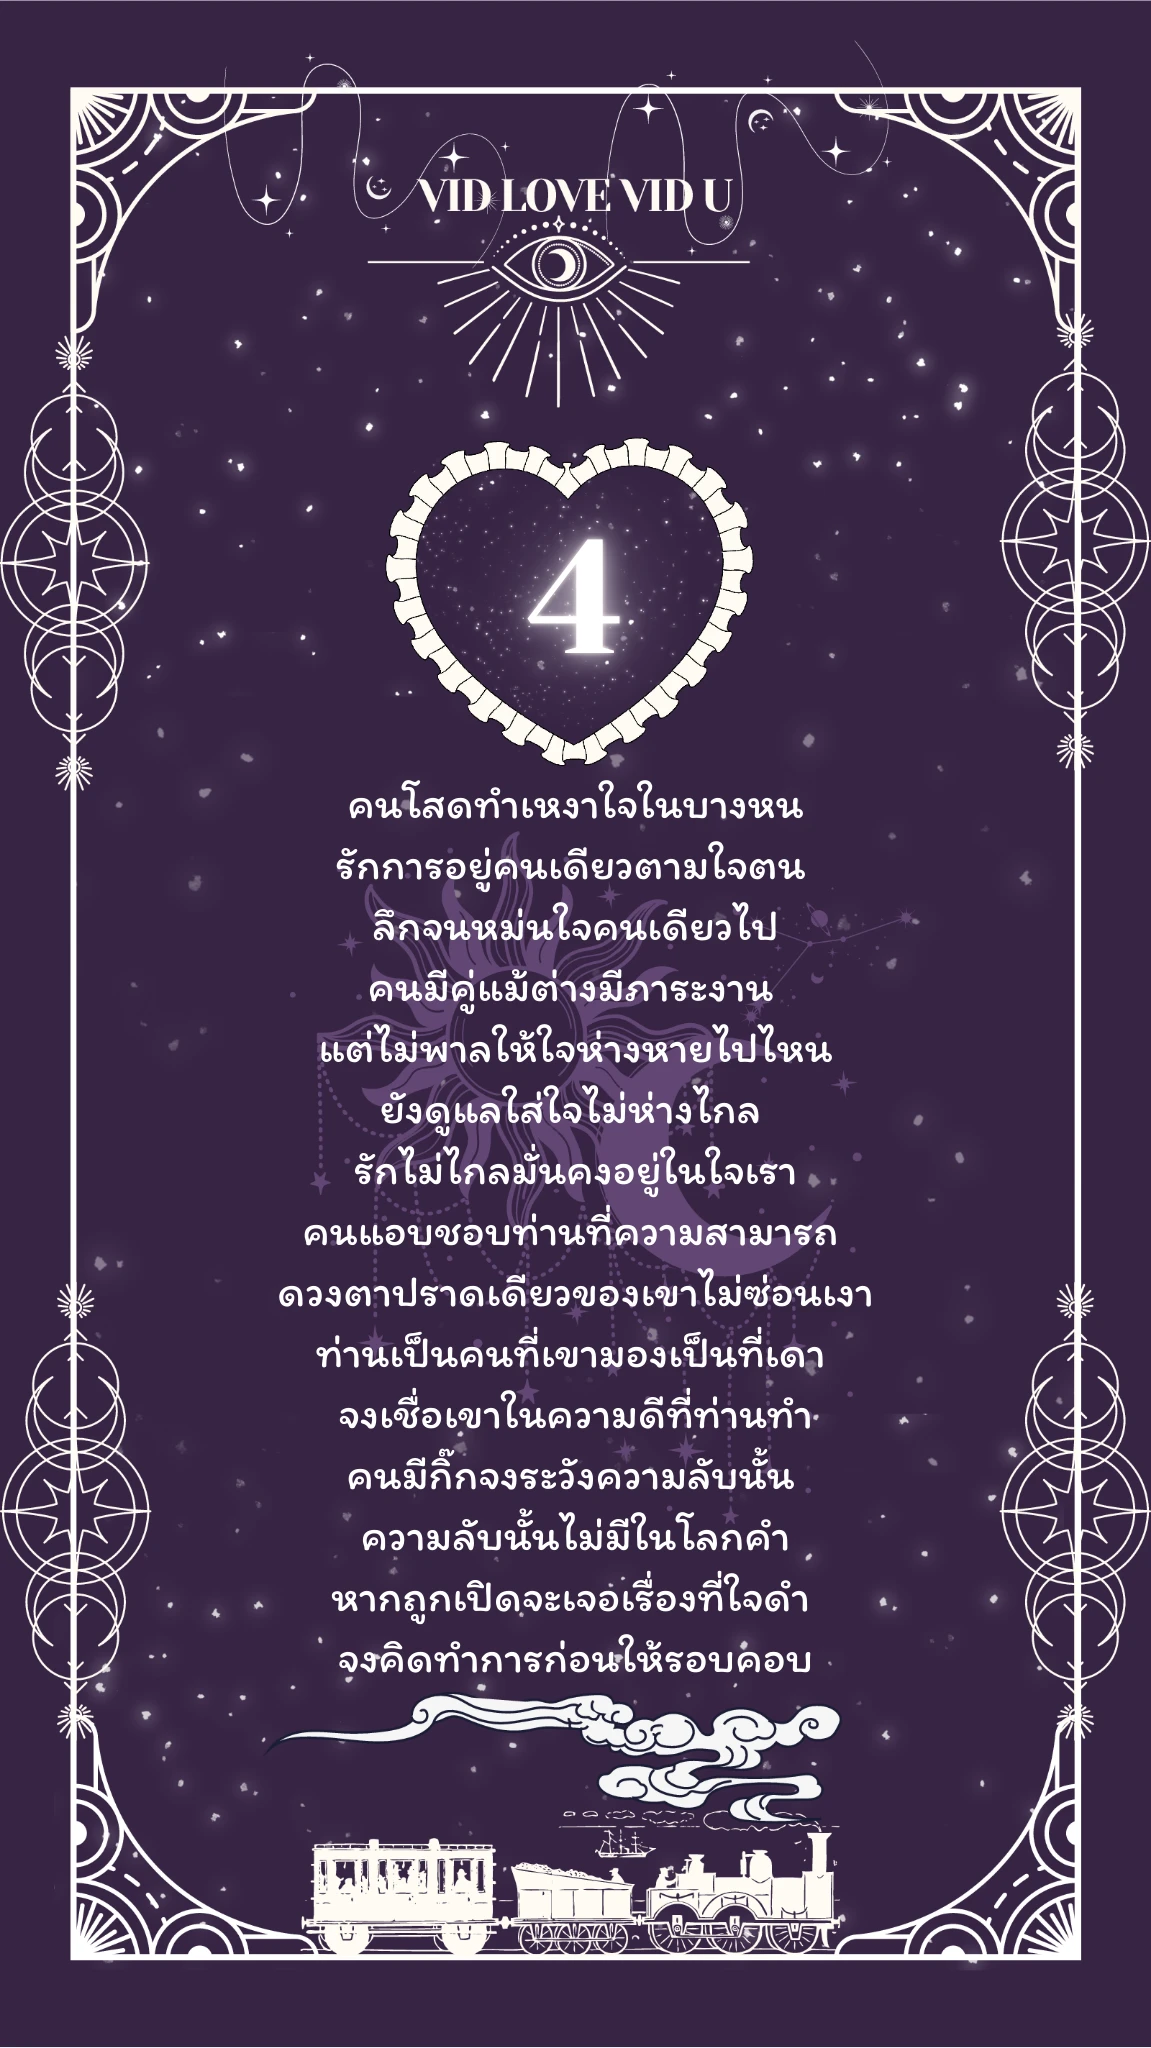 VID LOVE VID U
4
คนโสดทำเหงาใจในบางหน
รักการอยู่คนเดียวตามใจตน
ลึกจนหม่นใจคนเดียวไป
คนมีคู่แม้ต่างมีภาระงาน
แต่ไม่พาลให้ใจห่างหายไปไหน
ยังดูแลใส่ใจไม่ห่างไกล
รักไม่ไกลมั่นคงอยู่ในใจเรา
คนแอบชอบท่านที่ความสามารถ
ดวงตาปราดเดียวของเขาไม่ซ่อนเงา
ท่านเป็นคนที่เขามองเป็นที่เดา
จงเชื่อเขาในความดีที่ท่านทำ
คนมีกิ๊กจงระวังความลับนั้น
ความลับนั้นไม่มีในโลกคำ
หากถูกเปิดจะเจอเรื่องที่ใจดำ
จงคิดทำการก่อนให้รอบคอบ